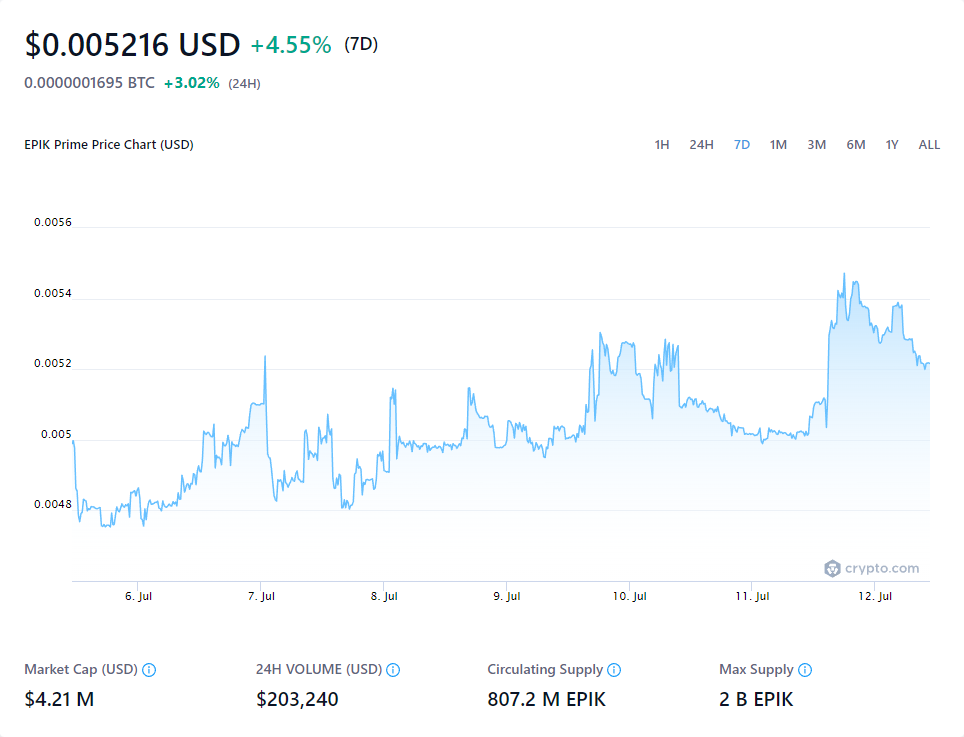 $0.005216 USD +4.55% (7D)
0.0000001695 BTC +3.02% (24H)
EPIK Prime Price Chart (USD) 1H 24H 7D 1M 3M 6M 1Y ALL
0.0056
0.0054
0.0052
0.005
0.0048
crypto.com
6. Jul 7. Jul 8. Jul 9. Jul 10. Jul 11. Jul 12. Jul
Market Cap (USD) 24H VOLUME (USD) Circulating Supply Max Supply
$4.21 M $203,240 807.2 M EPIK 2 B EPIK